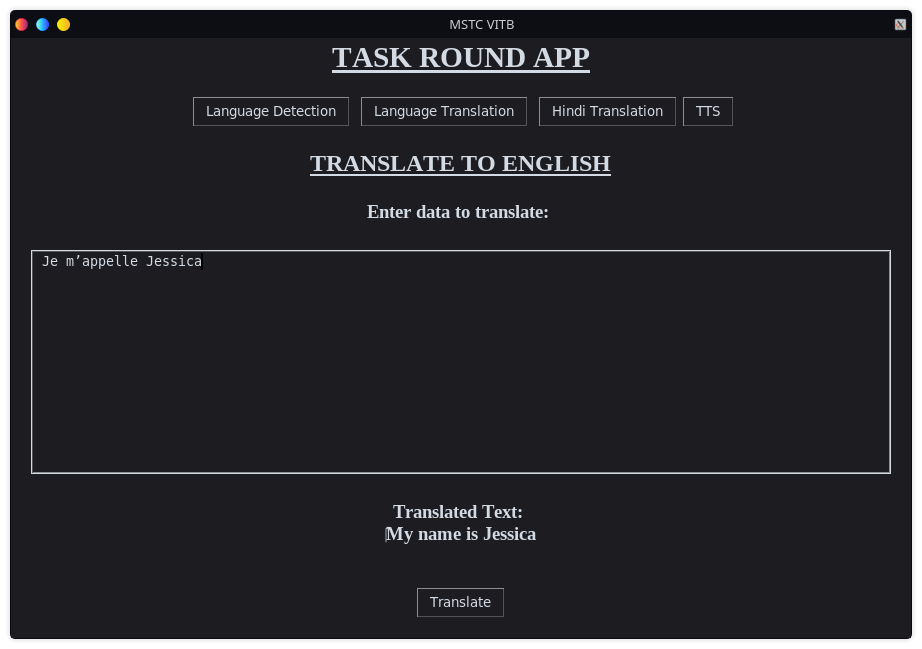 MSTC VITB
TASK ROUND APP
Language Detection Language Translation Hindi Translation TTS
TRANSLATE TO ENGLISH
Enter data to translate:
Je m’appelle Jessica
Translated Text:
My name is Jessica
Translate